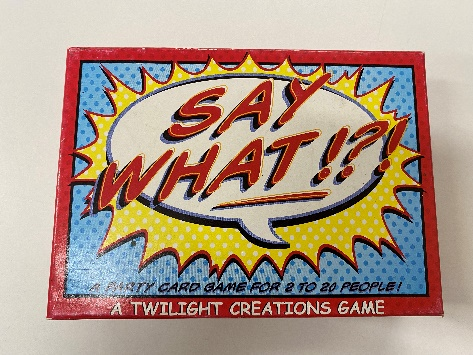 SAY
WHAT!?!
A PARTY CARD GAME FOR 2 TO 20 PEOPLE!
A TWILIGHT CREATIONS GAME